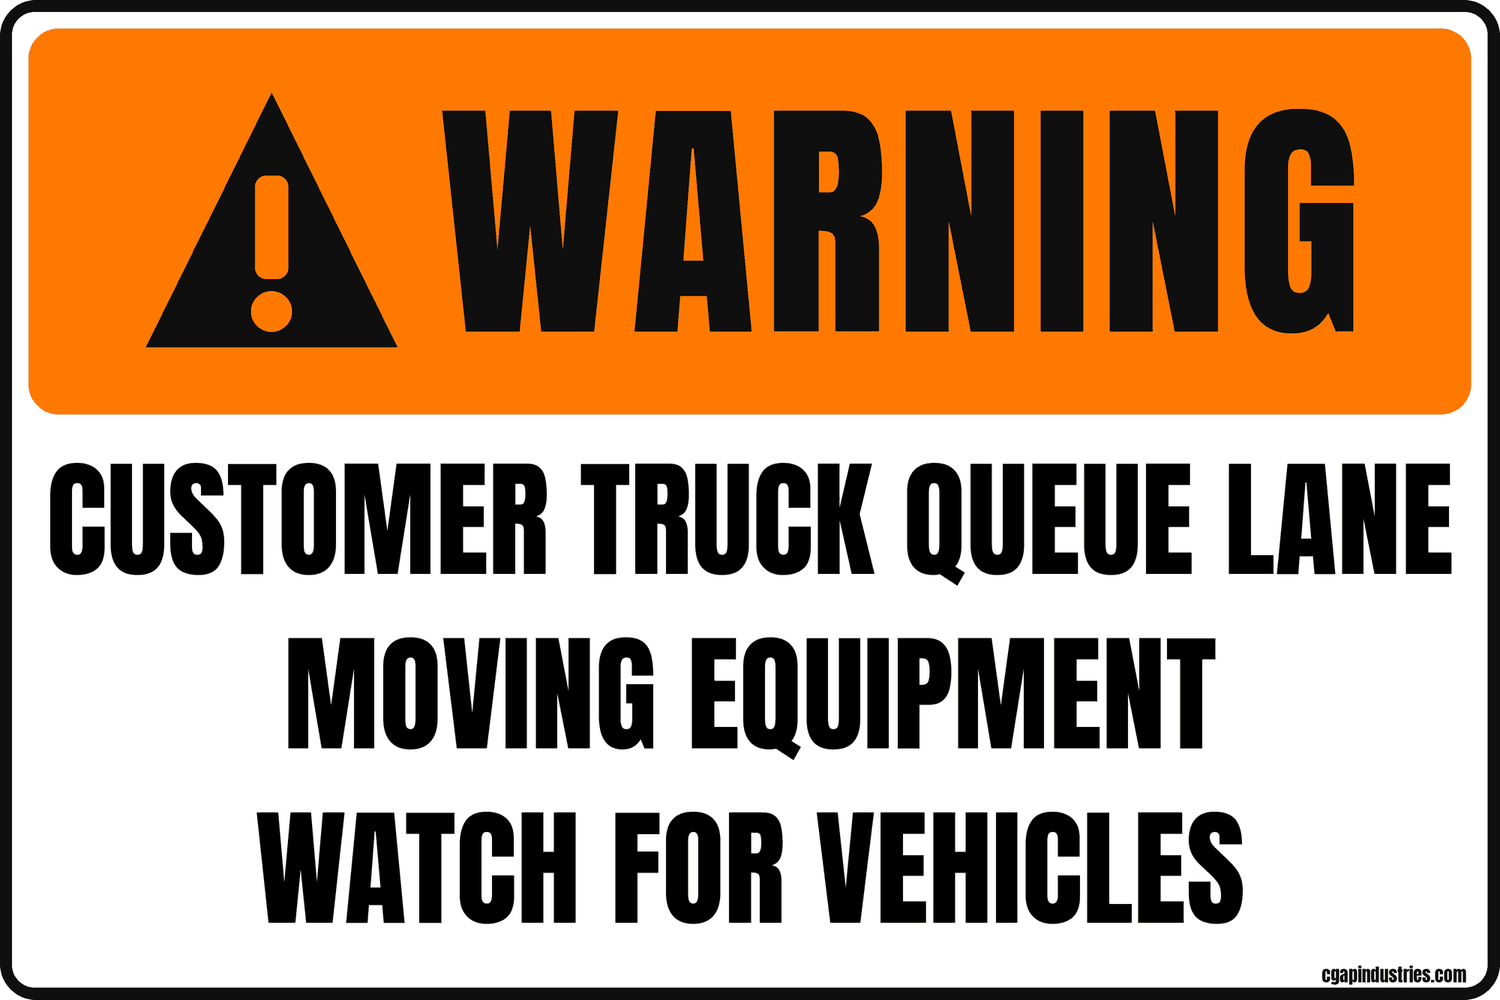 WARNING
CUSTOMER TRUCK QUEUE LANE
MOVING EQUIPMENT
WATCH FOR VEHICLES
cgapindustries.com